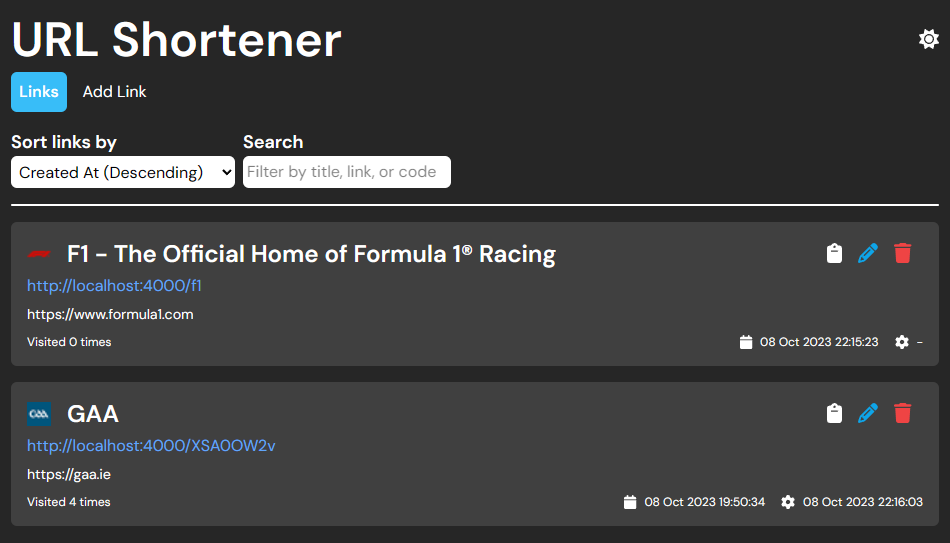 URL Shortener
Links Add Link
Sort links by Search
Created At (Descending) Filter by title, link, or code
F1 - The Official Home of Formula 1® Racing
http://localhost:4000/f1
https://www.formula1.com
Visited 0 times 08 Oct 2023 22:15:23 -
GAA GAA
http://localhost:4000/XSA0OW2v
https://gaa.ie
Visited 4 times 08 Oct 2023 19:50:34 08 Oct 2023 22:16:03